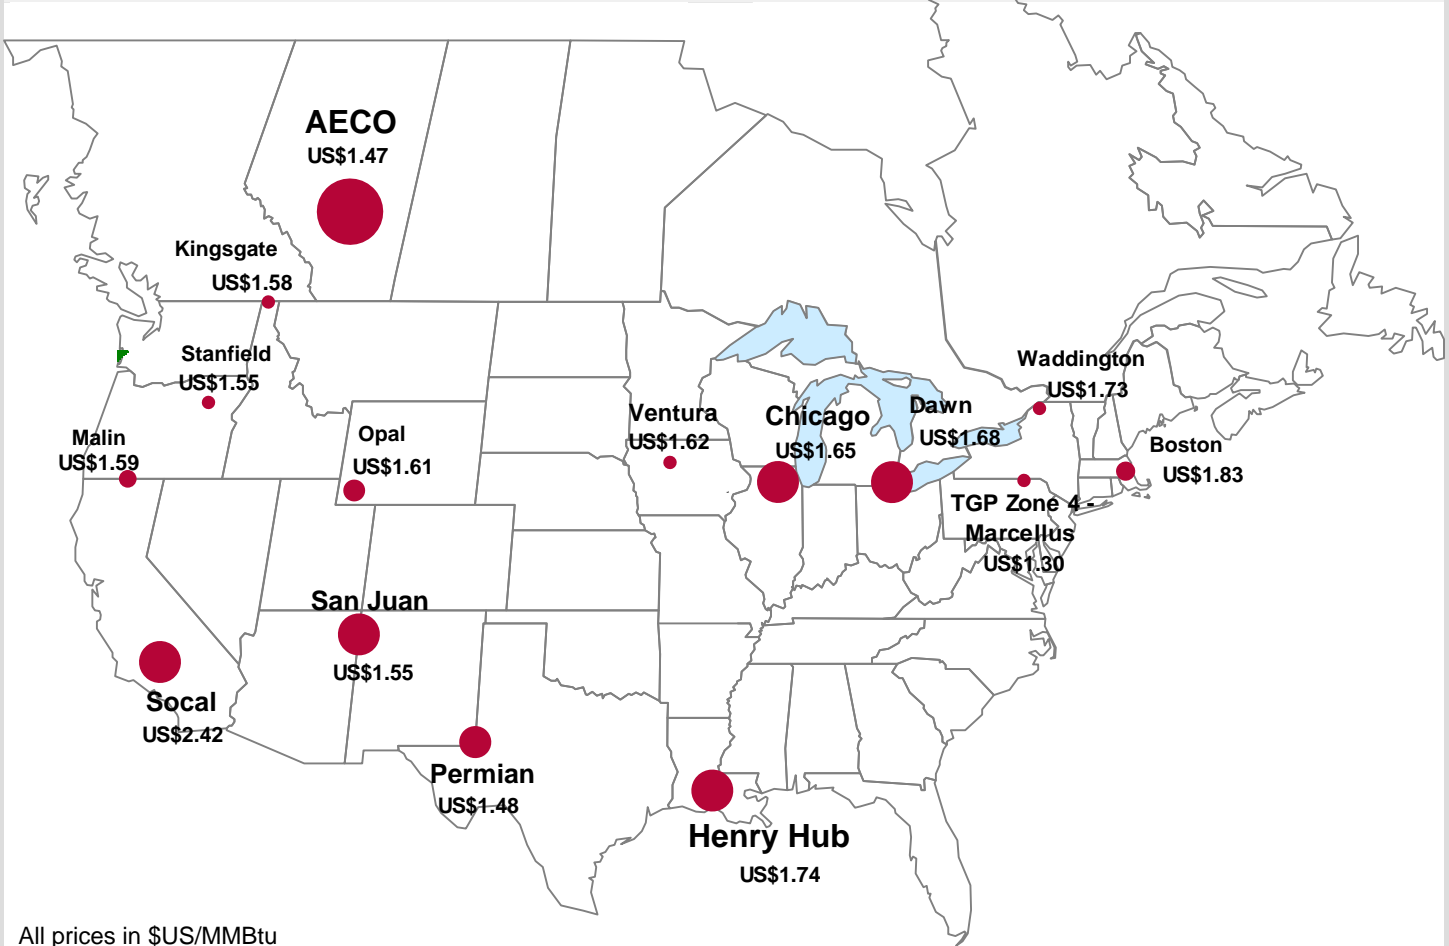 AECO
US$1.47
Kingsgate
US$1.58
Stanfield
US$1.55
Malin
US$1.59
Opal
US$1.61
Ventura
US$1.62
Chicago
US$1.65
Dawn
US$1.68
Waddington
US$1.73
Boston
US$1.83
TGP Zone 4 -
Marcellus
US$1.30
San Juan
US$1.55
Socal
US$2.42
Permian
US$1.48
Henry Hub
US$1.74
All prices in $US/MMBtu